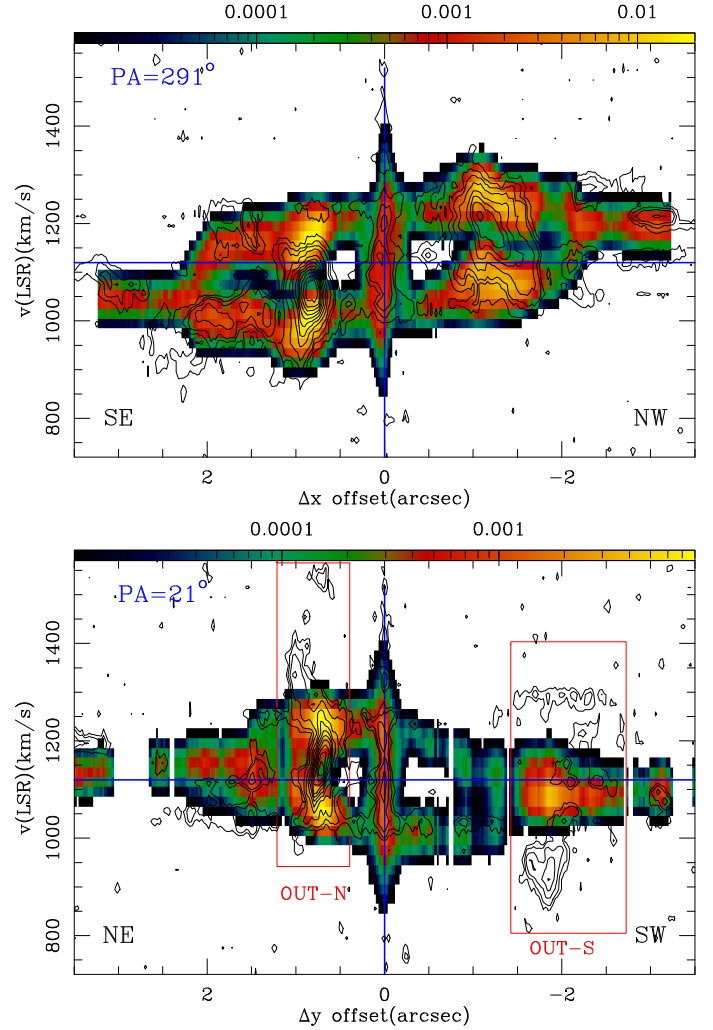 0.0001 0.001 0.01
PA=291°
1400
1200
1000
800
v(LSR)(km/s)
SE NW
2 0 −2
Δx offset(arcsec)
0.0001 0.001
PA=21°
1400
1200
1000
800
v(LSR)(km/s)
OUT−N
NE SW
OUT−S
2 0 −2
Δy offset(arcsec)